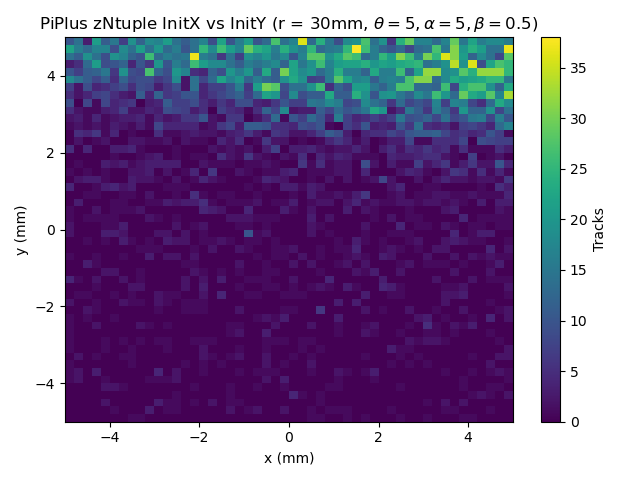 PiPlus zNtuple InitX vs InitY (r = 30mm, θ = 5, α = 5, β = 0.5)
4
2
0
−2
−4
y (mm)
−4 −2 0 2 4
x (mm)
35
30
25
20
15
10
5
0
Tracks